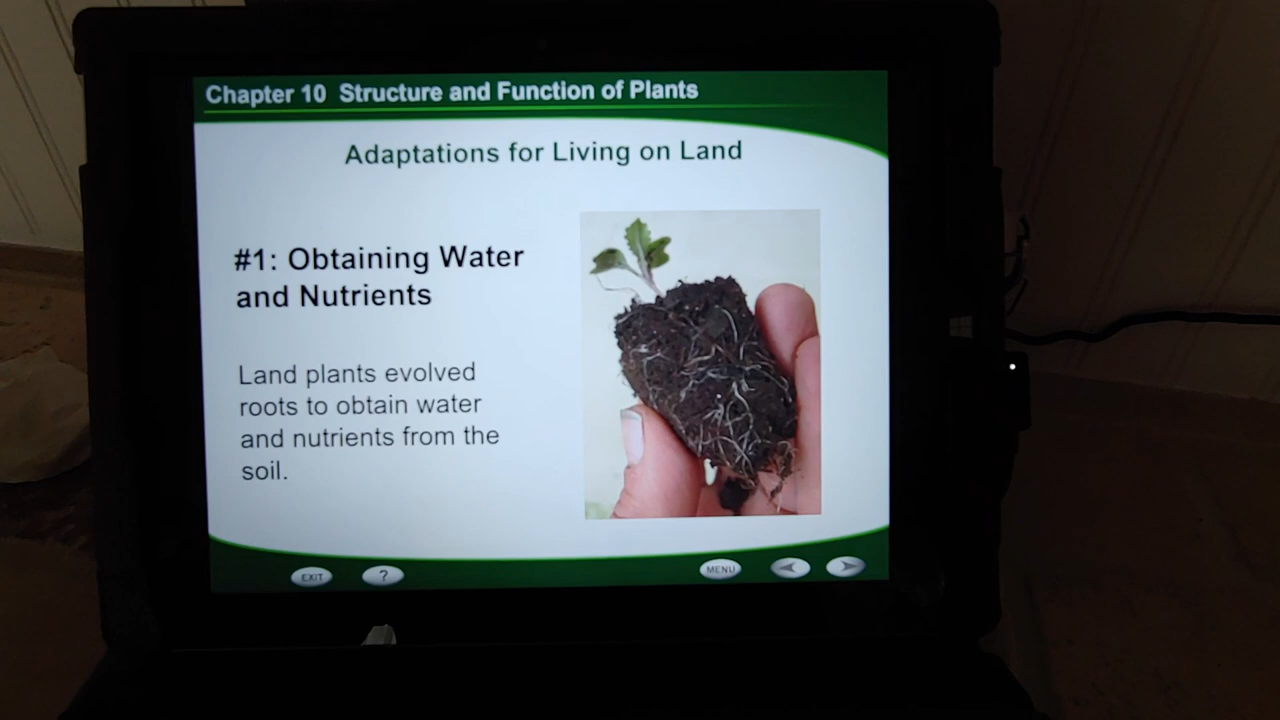 Chapter 10 Structure and Function of Plants
Adaptations for Living on Land
#1: Obtaining Water
and Nutrients
Land plants evolved
roots to obtain water
and nutrients from the
soil.
EXIT ? MENU